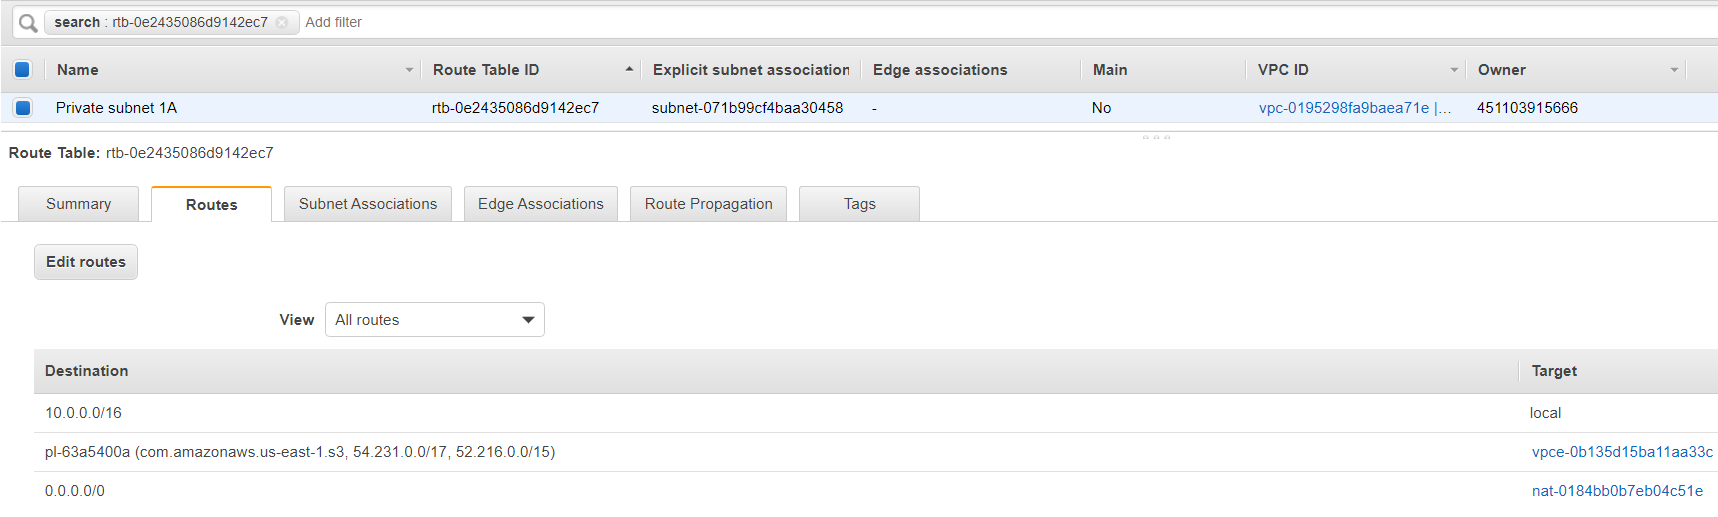 search : rtb-0e2435086d9142ec7 Add filter
Name Route Table ID Explicit subnet association Edge associations Main VPC ID Owner
Private subnet 1A rtb-0e2435086d9142ec7 subnet-071b99cf4baa30458 - No vpc-0195298fa9baea71e |... 451103915666
Route Table: rtb-0e2435086d9142ec7
Summary Routes Subnet Associations Edge Associations Route Propagation Tags
Edit routes
View All routes
Destination Target
10.0.0.0/16 local
pl-63a5400a (com.amazonaws.us-east-1.s3, 54.231.0.0/17, 52.216.0.0/15) vpce-0b135d15ba11aa33c
0.0.0.0/0 nat-0184bb0b7eb04c51e